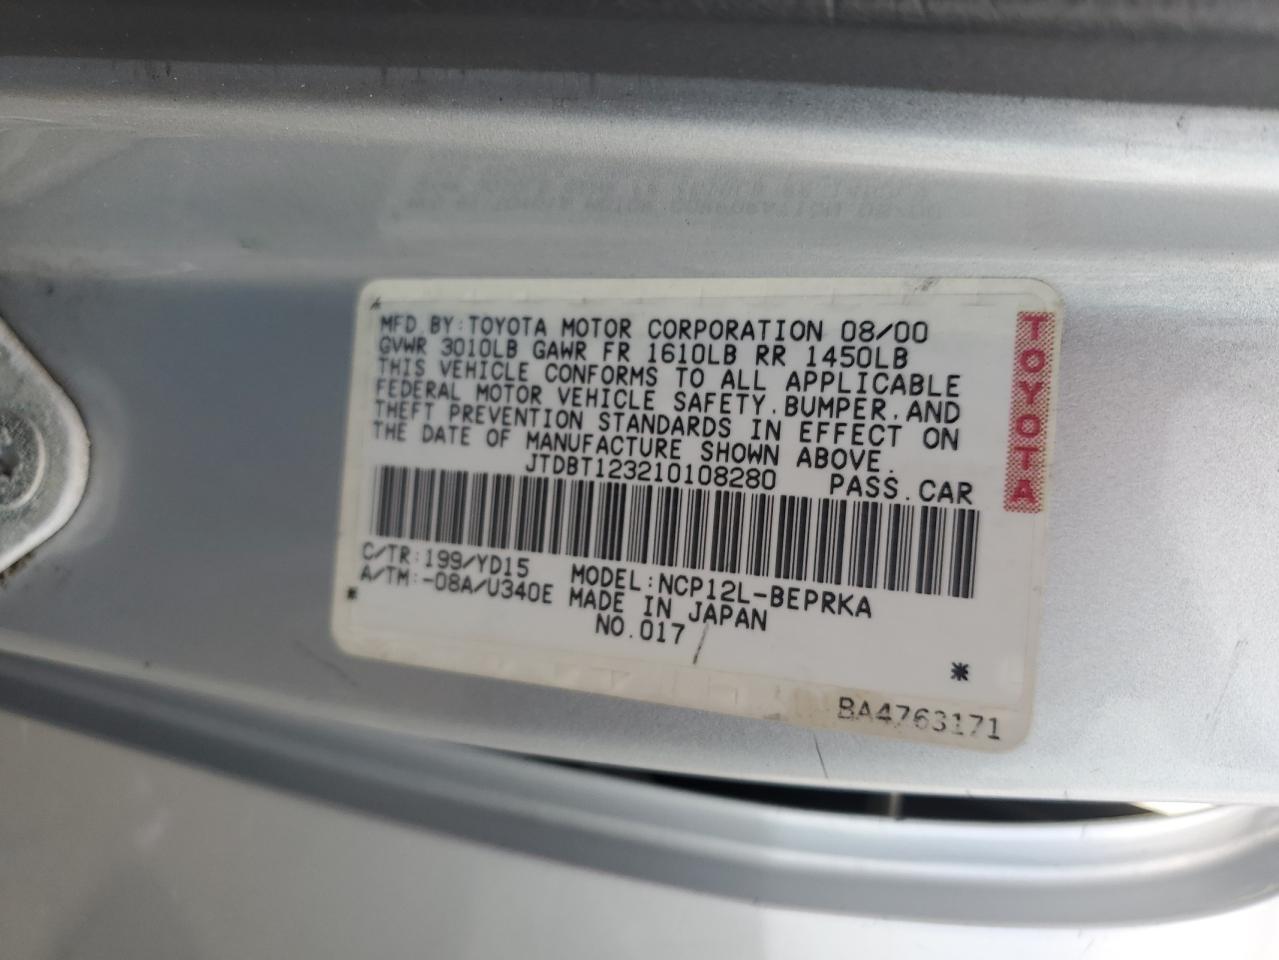 MFD.BY:TOYOTA MOTOR CORPORATION 08/00
GVWR 3010LB GAWR FR 1610LB RR 1450LB
THIS VEHICLE CONFORMS TO ALL APPLICABLE
FEDERAL MOTOR VEHICLE SAFETY.BUMPER.AND
THEFT PREVENTION STANDARDS IN EFFECT ON
THE DATE OF MANUFACTURE SHOWN ABOVE.
JTDBT123210108280 PASS.CAR
C/TR:199/YD15 MODEL:NCP12L-BEPRKA
A/TM:-08A/U340E MADE IN JAPAN
NO.017
*
BA4763171
TOYOTA